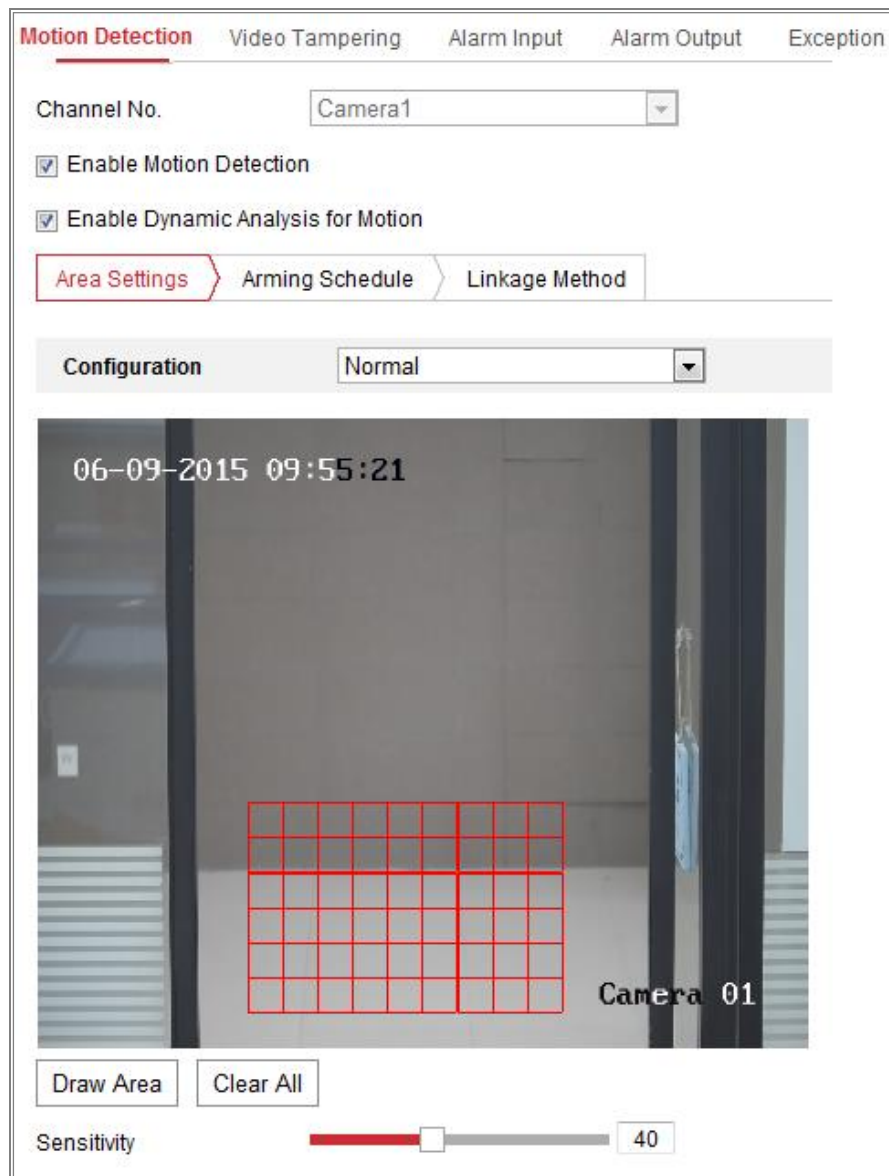 Motion Detection Video Tampering Alarm Input Alarm Output Exception
Channel No. Camera1
Enable Motion Detection
Enable Dynamic Analysis for Motion
Area Settings Arming Schedule Linkage Method
Configuration Normal
06-09-2015 09:55:21
Camera 01
Draw Area Clear All
Sensitivity 40